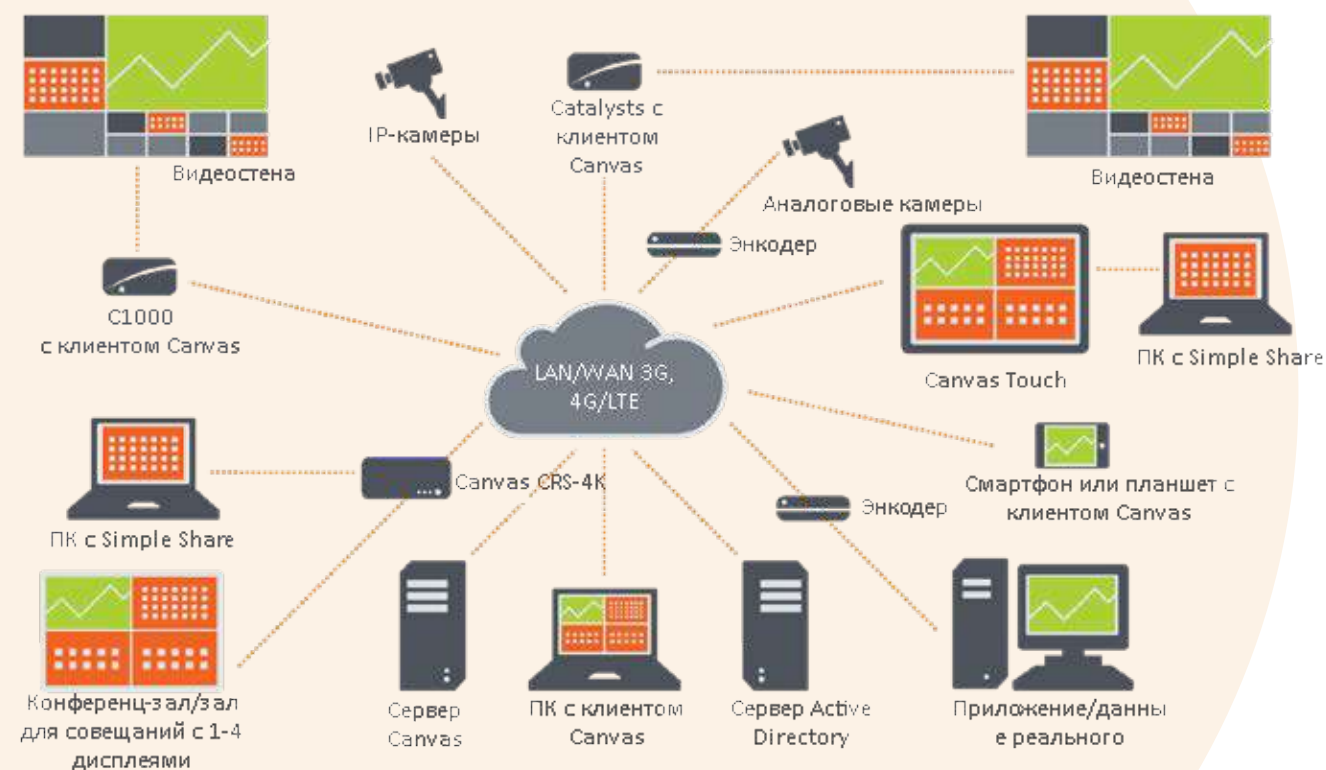 Catalysts с
клиентом
Canvas
IP-камеры
Видеостена
Видеостена
Аналоговые камеры
Энкодер
C1000
с клиентом Canvas
LAN/WAN 3G,
4G/LTE
Canvas Touch
ПК с Simple Share
Canvas CRS-4K
Энкодер
Смартфон или планшет с
клиентом Canvas
ПК с Simple Share
Конференц-зал/зал
для совещаний с 1-4
дисплеями
Сервер
Canvas
ПК с клиентом
Canvas
Сервер Active
Directory
Приложение/данны
е реального